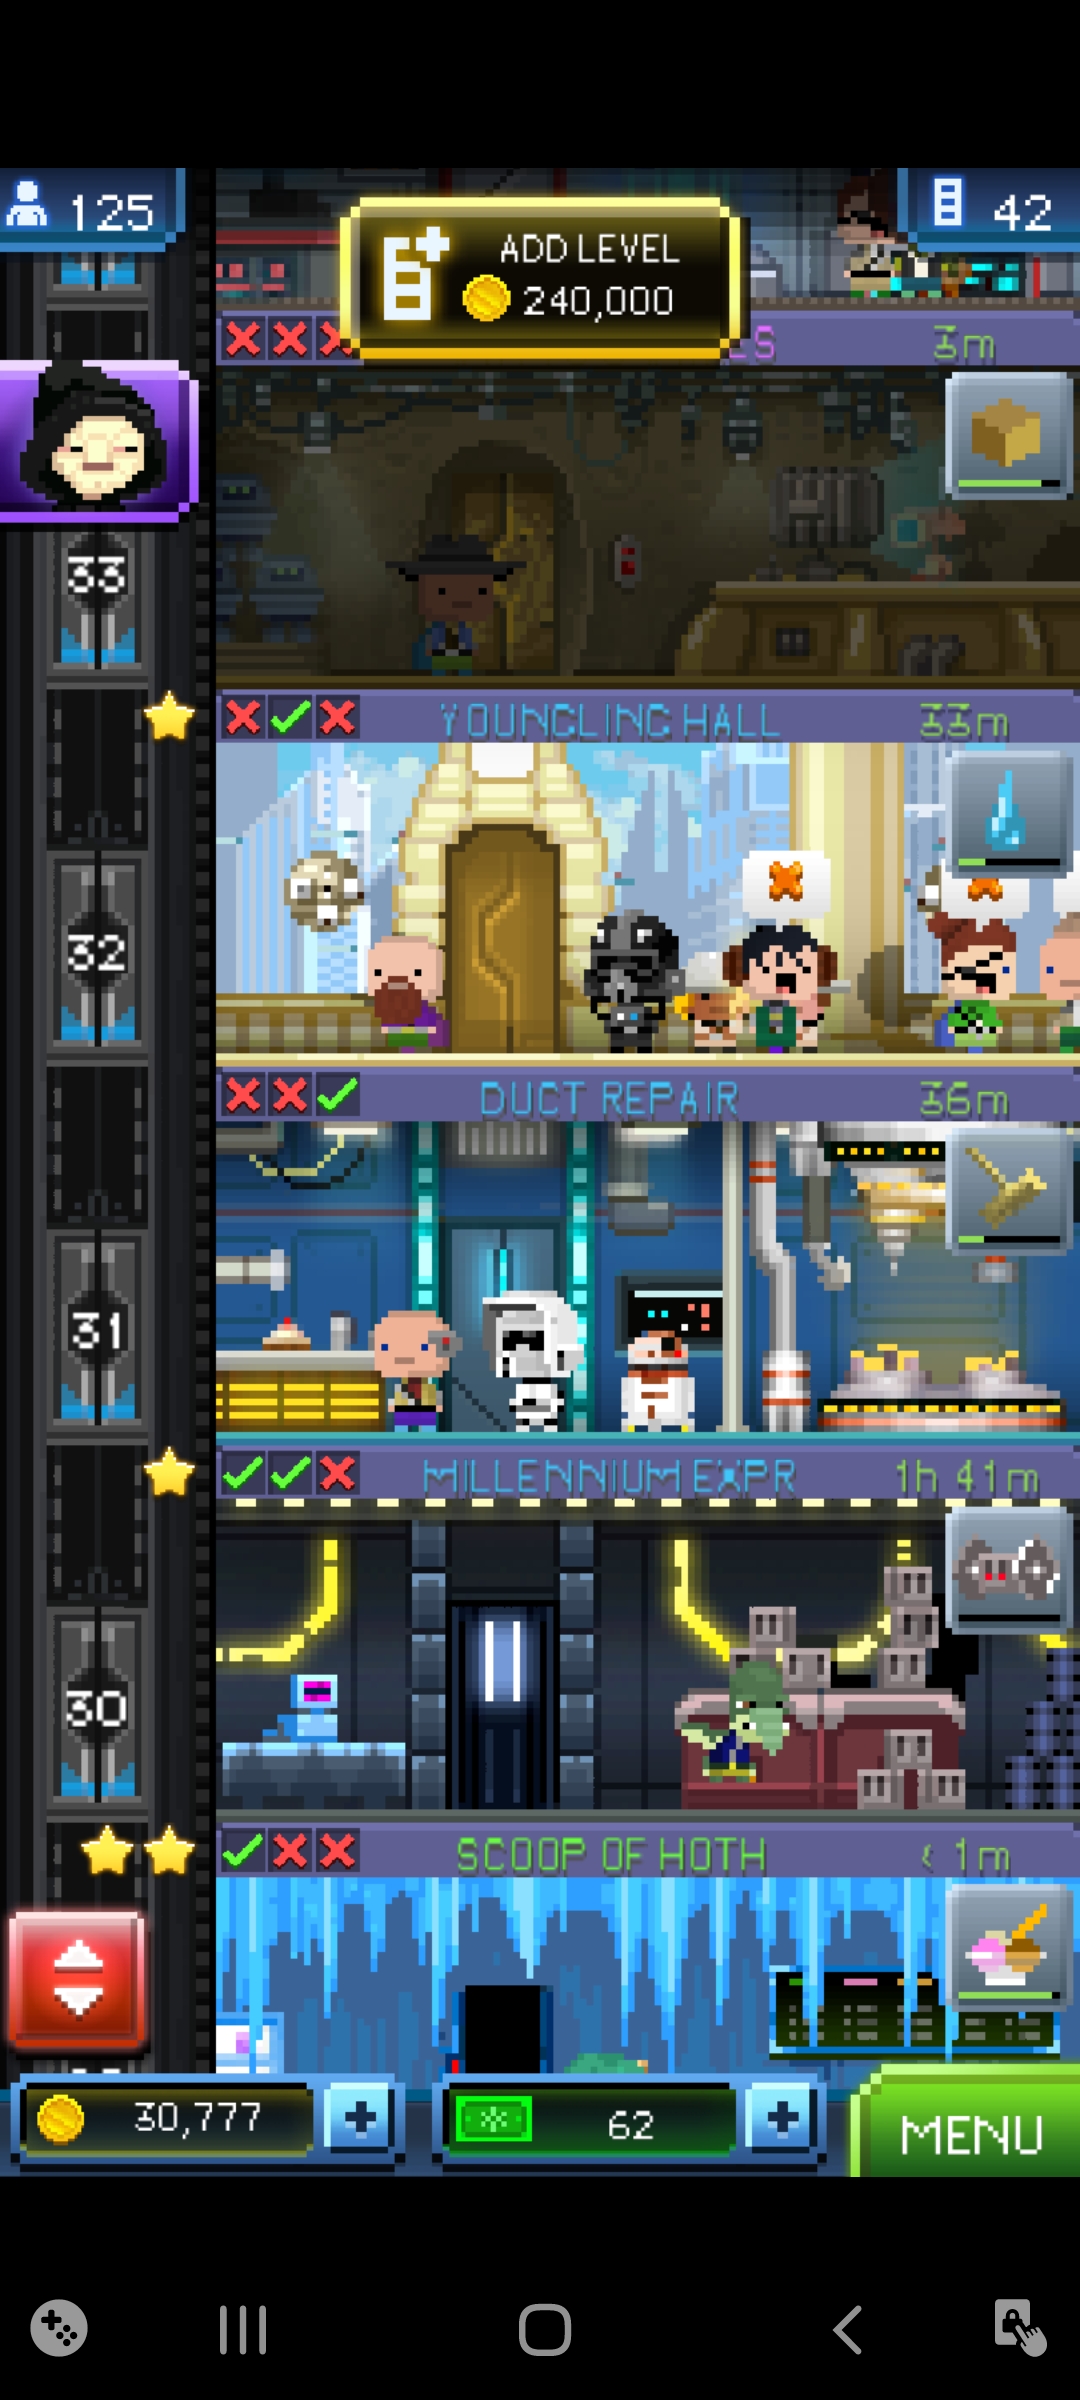 125
42
ADD LEVEL
240,000
3m
33
YOUNGLING HALL
33m
32
DUCT REPAIR
36m
31
MILLENNIUM EXPR
1h 41m
30
SCOOP OF HOTH
< 1m
30,777
62
MENU